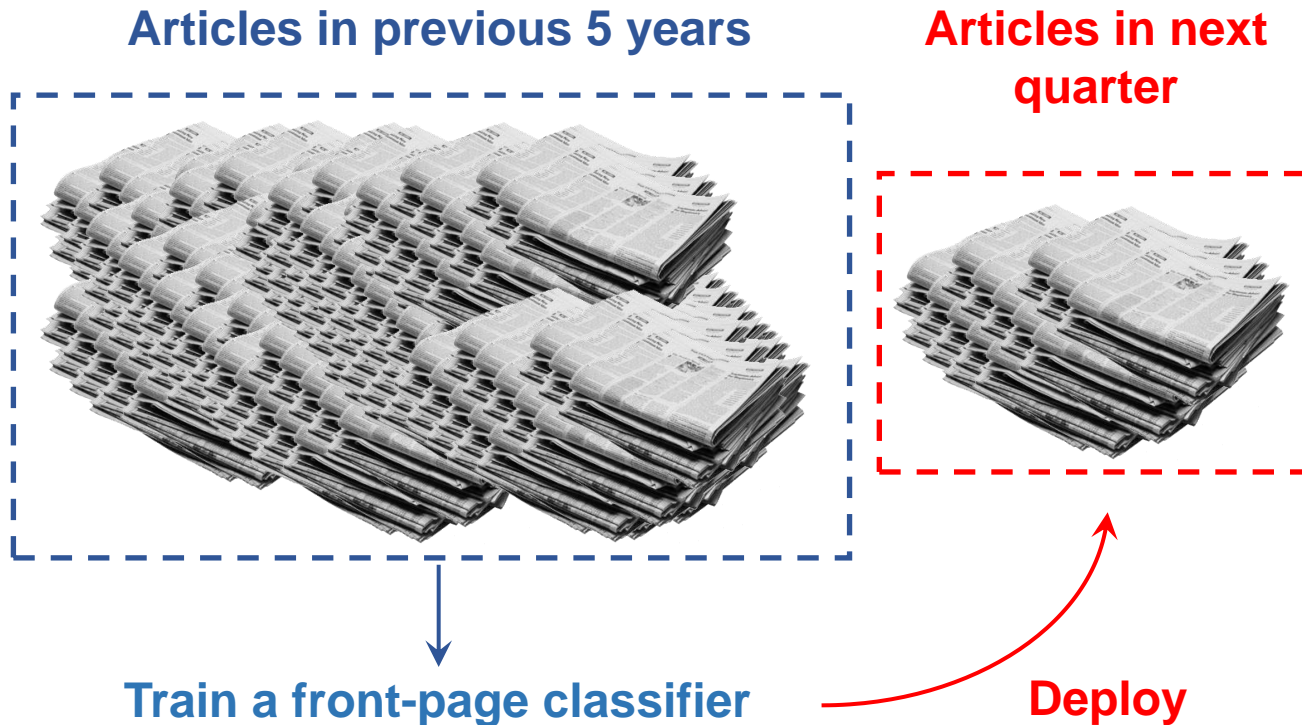 Articles in previous 5 years
Articles in next
quarter
Train a front-page classifier
Deploy